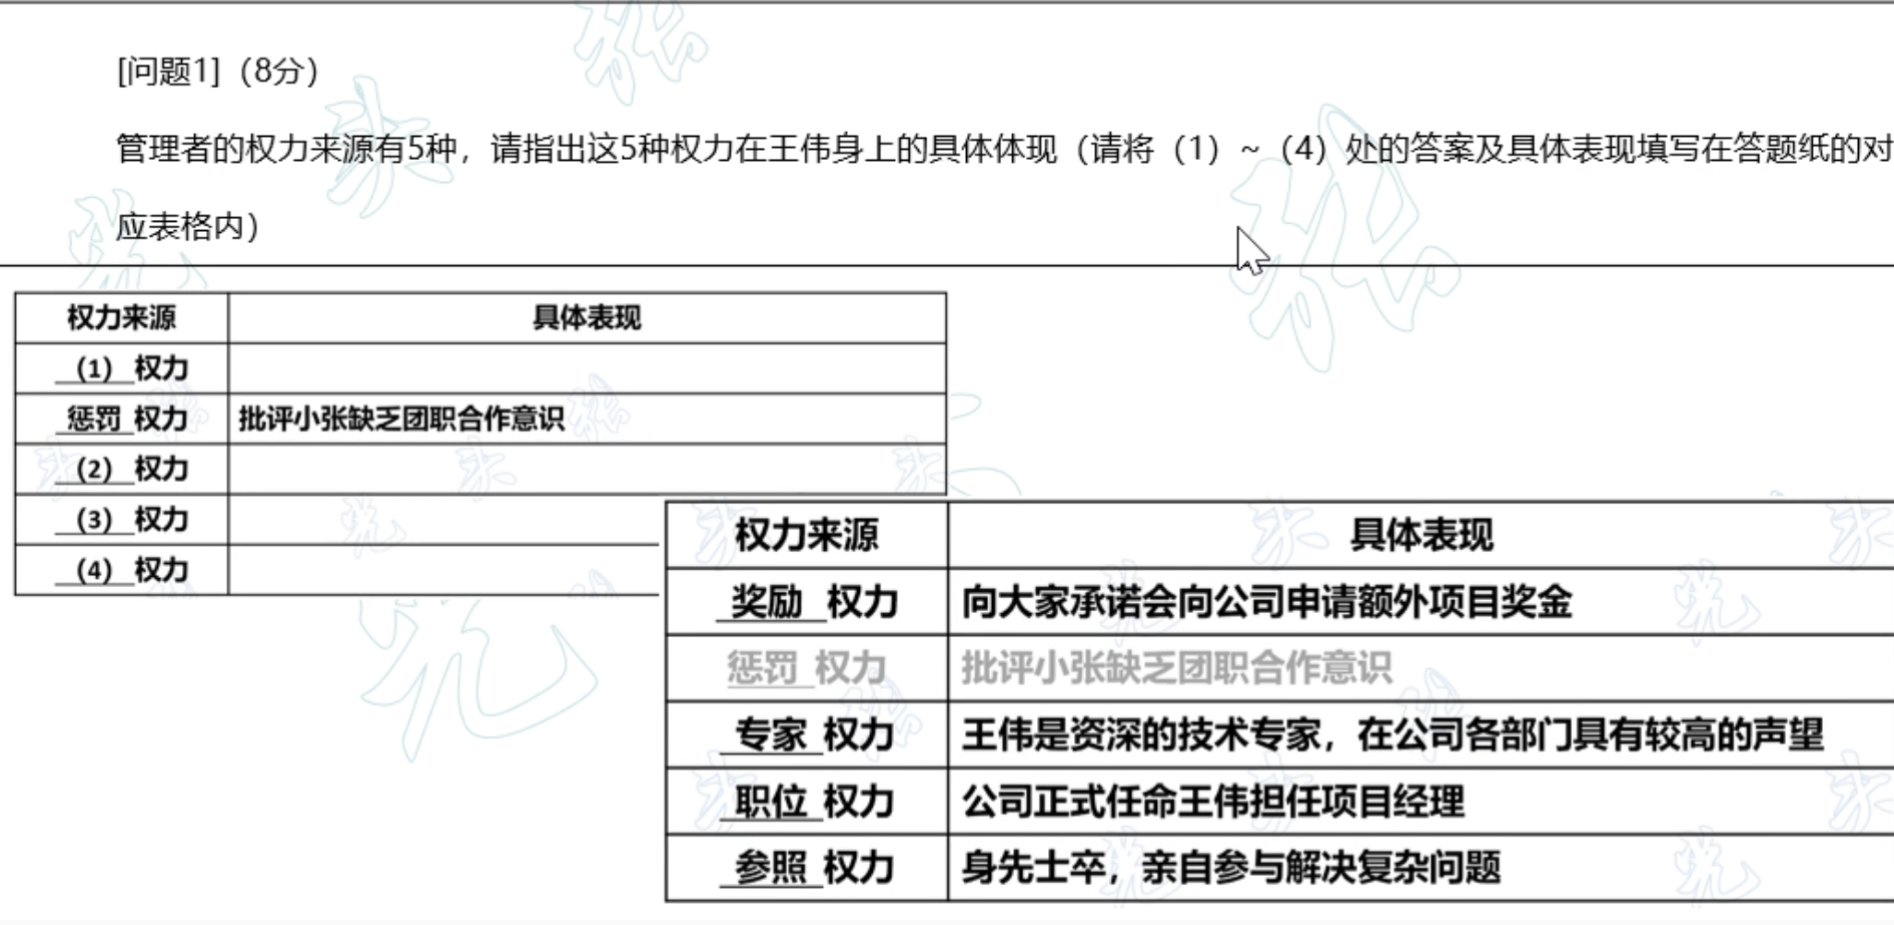 [问题1]（8分）
管理者的权力来源有5种，请指出这5种权力在王伟身上的具体体现（请将（1）~（4）处的答案及具体表现填写在答题纸的对
应表格内）
权力来源 具体表现
（1）权力
惩罚 权力 批评小张缺乏团职合作意识
（2）权力
（3）权力
（4）权力
权力来源 具体表现
奖励 权力 向大家承诺会向公司申请额外项目奖金
惩罚 权力 批评小张缺乏团职合作意识
专家 权力 王伟是资深的技术专家，在公司各部门具有较高的声望
职位 权力 公司正式任命王伟担任项目经理
参照 权力 身先士卒，亲自参与解决复杂问题